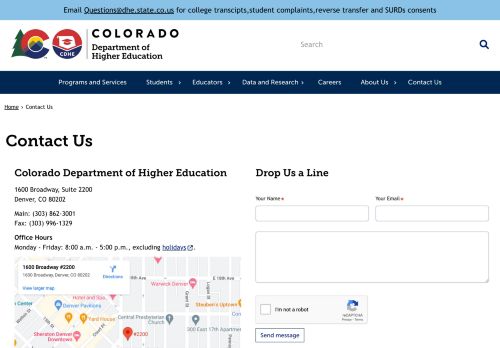 Email Questions@dhe.state.co.us for college transcipts,student complaints,reverse transfer and SURDs consents
COLORADO
Department of
Higher Education
CDHE
Search
Programs and Services
Students
Educators
Data and Research
Careers
About Us
Contact Us
Home › Contact Us
Contact Us
Colorado Department of Higher Education
1600 Broadway, Suite 2200
Denver, CO 80202
Main: (303) 862-3001
Fax: (303) 996-1329
Office Hours
Monday - Friday: 8:00 a.m. - 5:00 p.m., excluding holidays.
1600 Broadway #2200
1600 Broadway, Denver, CO 80202
Directions
View larger map
E 19th Ave
E 18th Ave
Warwick Denver
Hotel and Spa
Denver Pavilions
Steuben's Uptown
Yard House
Central Presbyterian
Church
#2200
300 East 17th Apartments
Sheraton Denver
Downtown
Grant St
Logan St
Drop Us a Line
Your Name
Your Email
I'm not a robot
reCAPTCHA
Privacy - Terms
Send message